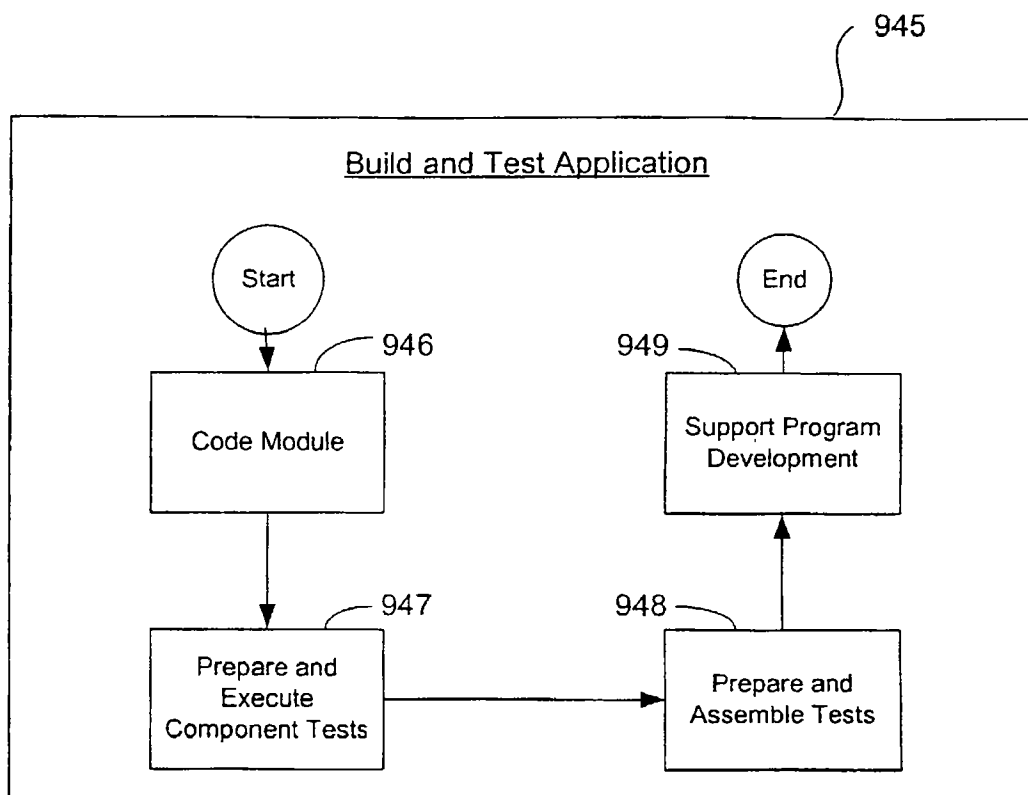 945
Build and Test Application
Start
End
946
949
Code Module
Support Program
Development
947
948
Prepare and
Execute
Component Tests
Prepare and
Assemble Tests